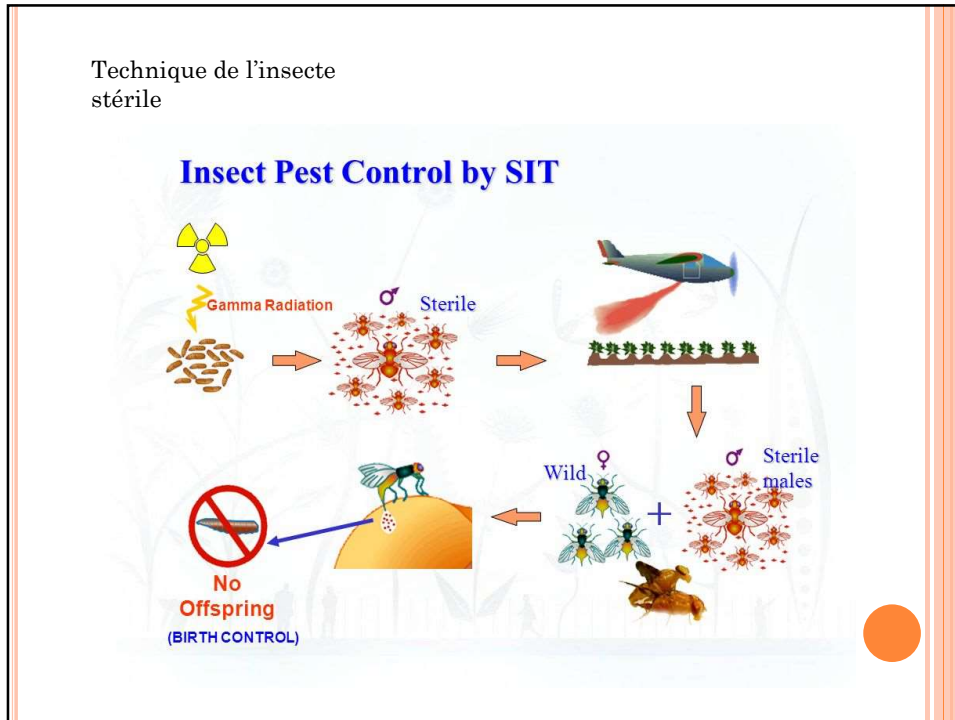 Technique de l’insecte
stérile
Insect Pest Control by SIT
Gamma Radiation
♂
Sterile
Wild
♀
+
♂
Sterile
males
No
Offspring
(BIRTH CONTROL)